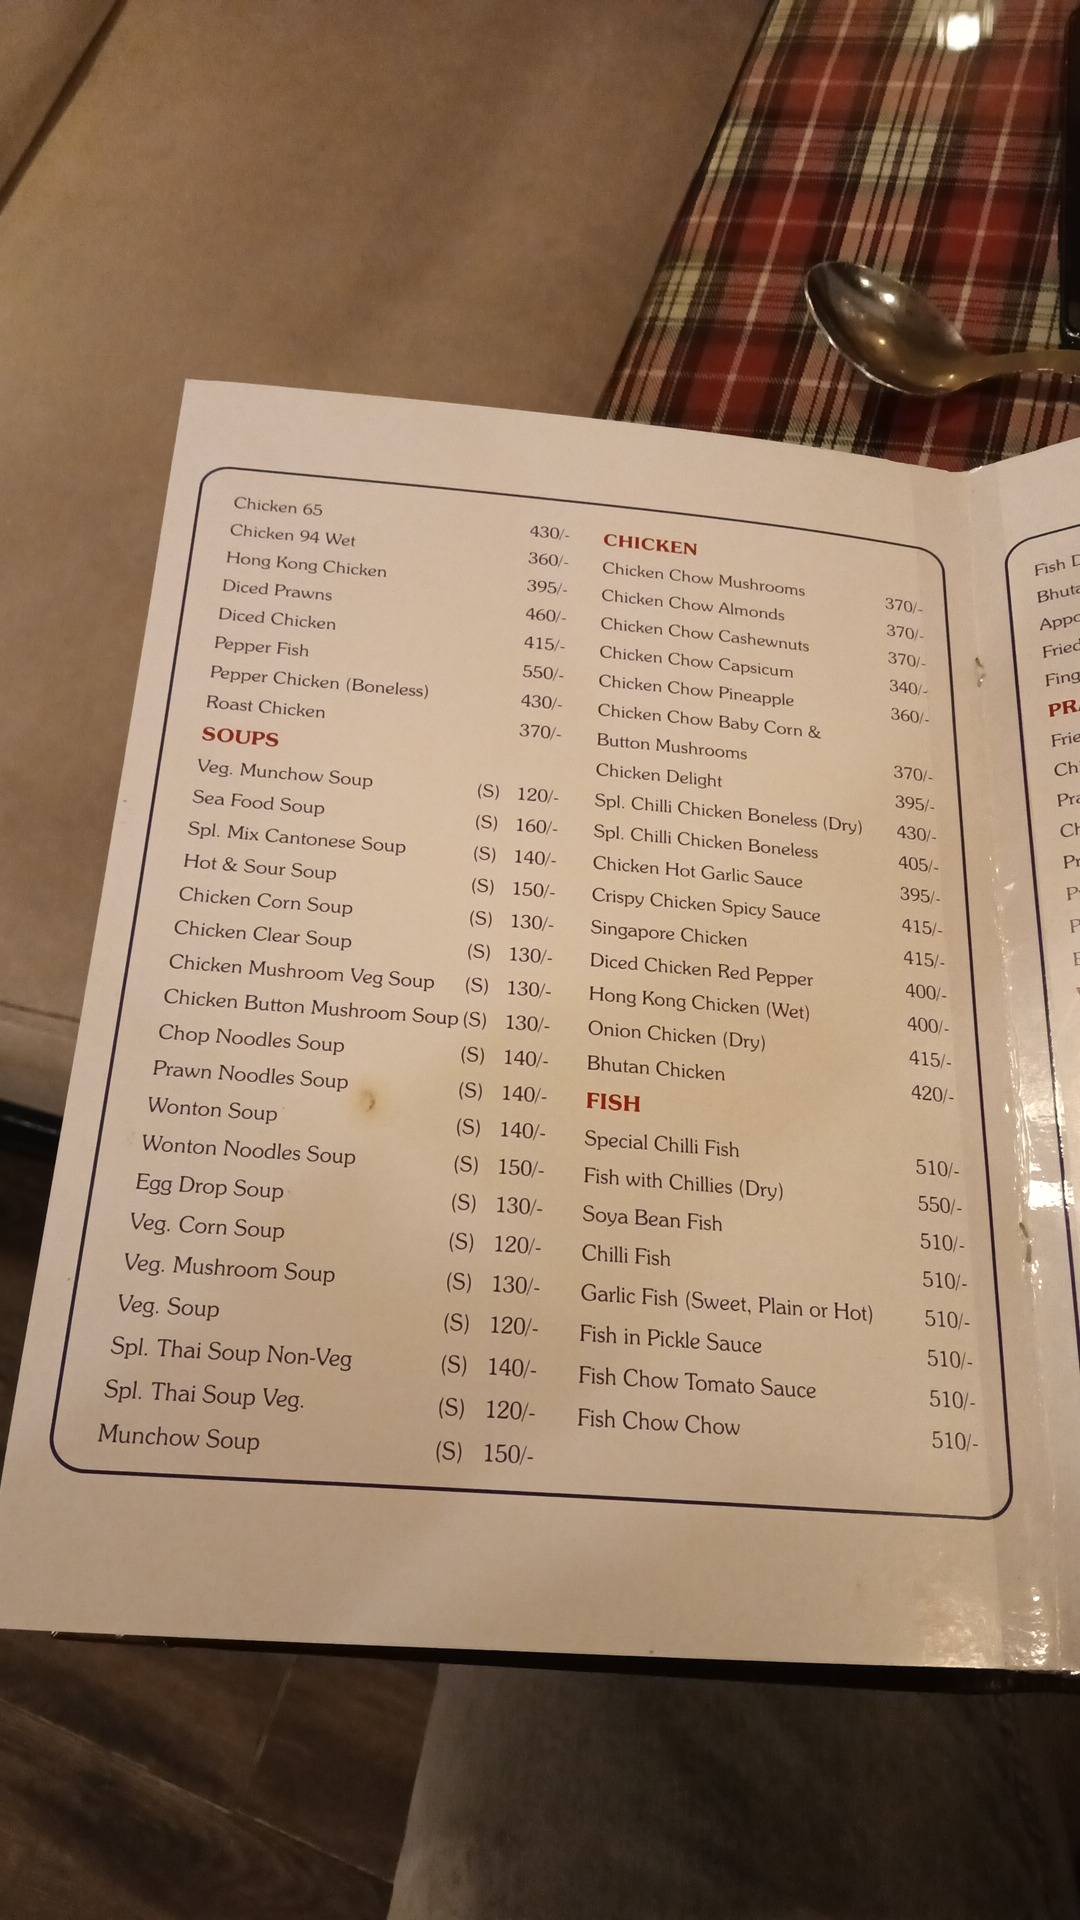 Chicken 65 430/-
Chicken 94 Wet 360/-
Hong Kong Chicken 395/-
Diced Prawns 460/-
Diced Chicken 415/-
Pepper Fish 550/-
Pepper Chicken (Boneless) 430/-
Roast Chicken 370/-
SOUPS
Veg. Munchow Soup (S) 120/-
Sea Food Soup (S) 160/-
Spl. Mix Cantonese Soup (S) 140/-
Hot & Sour Soup (S) 150/-
Chicken Corn Soup (S) 130/-
Chicken Clear Soup (S) 130/-
Chicken Mushroom Veg Soup (S) 130/-
Chicken Button Mushroom Soup (S) 130/-
Chop Noodles Soup (S) 140/-
Prawn Noodles Soup (S) 140/-
Wonton Soup (S) 140/-
Wonton Noodles Soup (S) 150/-
Egg Drop Soup (S) 130/-
Veg. Corn Soup (S) 120/-
Veg. Mushroom Soup (S) 130/-
Veg. Soup (S) 120/-
Spl. Thai Soup Non-Veg (S) 140/-
Spl. Thai Soup Veg. (S) 120/-
Munchow Soup (S) 150/-
CHICKEN
Chicken Chow Mushrooms 370/-
Chicken Chow Almonds 370/-
Chicken Chow Cashewnuts 370/-
Chicken Chow Capsicum 340/-
Chicken Chow Pineapple 360/-
Chicken Chow Baby Corn &
Button Mushrooms 370/-
Chicken Delight 395/-
Spl. Chilli Chicken Boneless (Dry) 430/-
Spl. Chilli Chicken Boneless 405/-
Chicken Hot Garlic Sauce 395/-
Crispy Chicken Spicy Sauce 415/-
Singapore Chicken 415/-
Diced Chicken Red Pepper 400/-
Hong Kong Chicken (Wet) 400/-
Onion Chicken (Dry) 415/-
Bhutan Chicken 420/-
FISH
Special Chilli Fish 510/-
Fish with Chillies (Dry) 550/-
Soya Bean Fish 510/-
Chilli Fish 510/-
Garlic Fish (Sweet, Plain or Hot) 510/-
Fish in Pickle Sauce 510/-
Fish Chow Tomato Sauce 510/-
Fish Chow Chow 510/-
Fish